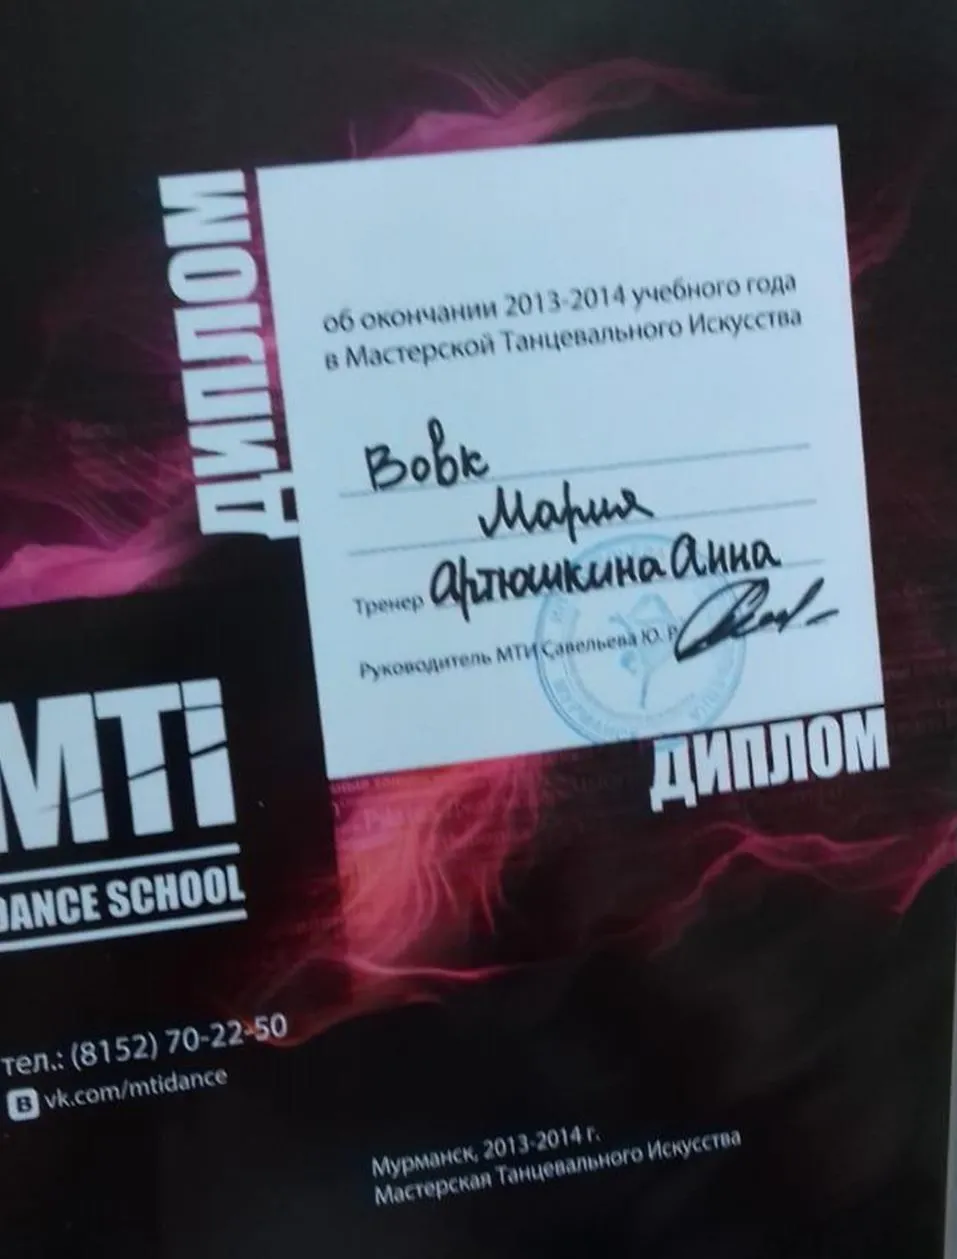 ДИПЛОМ
об окончании 2013-2014 учебного года
в Мастерской Танцевального Искусства
Вовк
Мария
Тренер Артюшкина Анна
Руководитель МТИ Савельева Ю. Р.
ДИПЛОМ
MTi
DANCE SCHOOL
тел.: (8152) 70-22-50
B vk.com/mtidance
Мурманск, 2013-2014 г.
Мастерская Танцевального Искусства